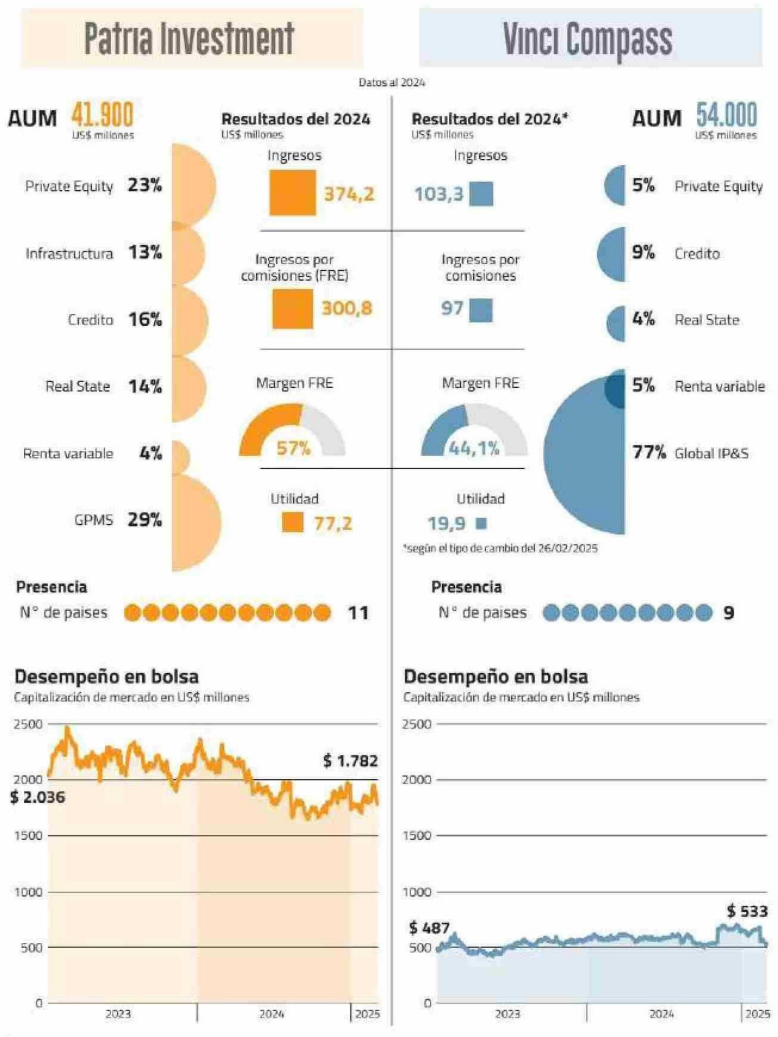 Patria Investment
Vinci Compass
Datos al 2024
AUM 41.900
US$ millones
Private Equity 23%
Infrastructura 13%
Credito 16%
Real State 14%
Renta variable 4%
GPMS 29%
Resultados del 2024
US$ millones
Ingresos
374,2
Ingresos por
comisiones (FRE)
300,8
Margen FRE
57%
Utilidad
77,2
Resultados del 2024*
US$ millones
Ingresos
103,3
Ingresos por
comisiones
97
Margen FRE
44,1%
Utilidad
19,9
*según el tipo de cambio del 26/02/2025
AUM 54.000
US$ millones
5% Private Equity
9% Credito
4% Real State
5% Renta variable
77% Global IP&S
Presencia
N° de paises 11
Presencia
N° de paises 9
Desempeño en bolsa
Capitalización de mercado en US$ millones
2500
2000
1500
1000
500
0
$ 2.036
$ 1.782
2023
2024
2025
Desempeño en bolsa
Capitalización de mercado en US$ millones
2500
2000
1500
1000
500
0
$ 487
$ 533
2023
2024
2025